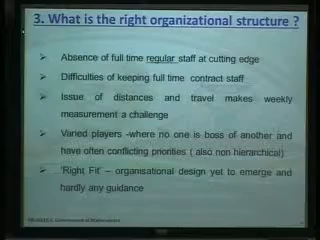 3. What is the right organizational structure ?
➢ Absence of full time regular staff at cutting edge
➢ Difficulties of keeping full time contract staff
➢ Issue of distances and travel makes weekly
measurement a challenge
➢ Varied players -where no one is boss of another and
have often conflicting priorities ( also non hierarchical)
➢ 'Right Fit' – organisational design yet to emerge and
hardly any guidance
Government of